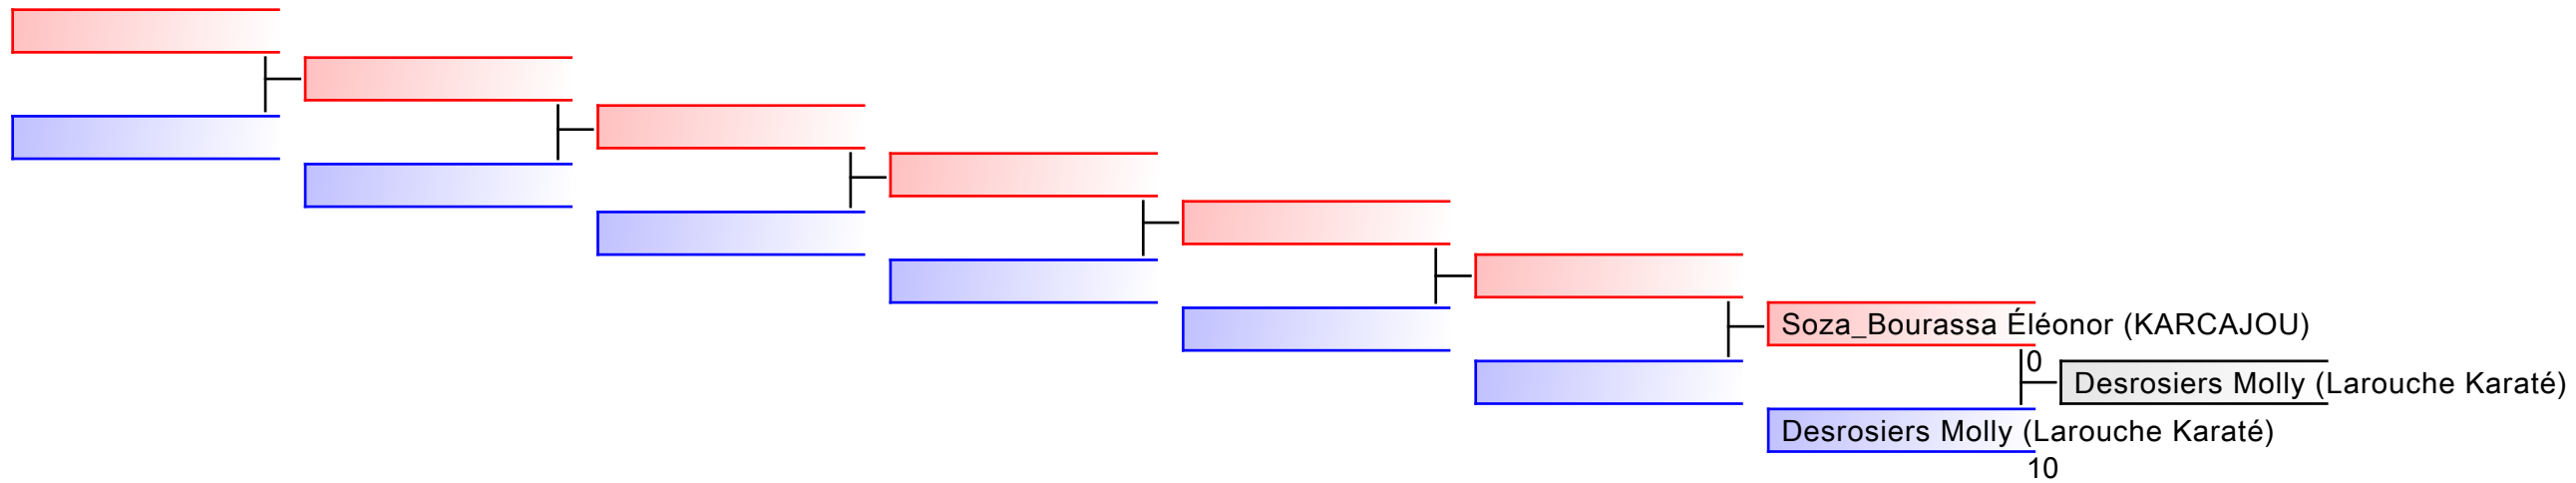 Soza_Bourassa Éléonor (KARCAJOU)
0
Desrosiers Molly (Larouche Karaté)
Desrosiers Molly (Larouche Karaté)
10